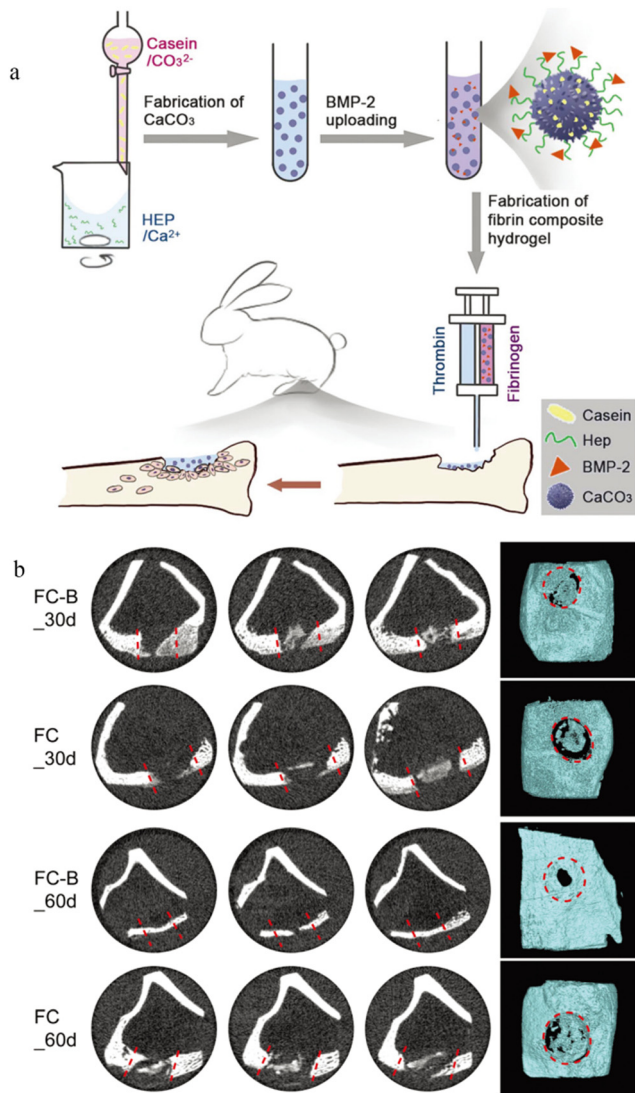 a
Casein
/CO₃²⁻
Fabrication of
CaCO₃
BMP-2
uploading
HEP
/Ca²⁺
Fabrication of
fibrin composite
hydrogel
Thrombin
Fibrinogen
Casein
Hep
BMP-2
CaCO₃
b
FC-B
_30d
FC
_30d
FC-B
_60d
FC
_60d